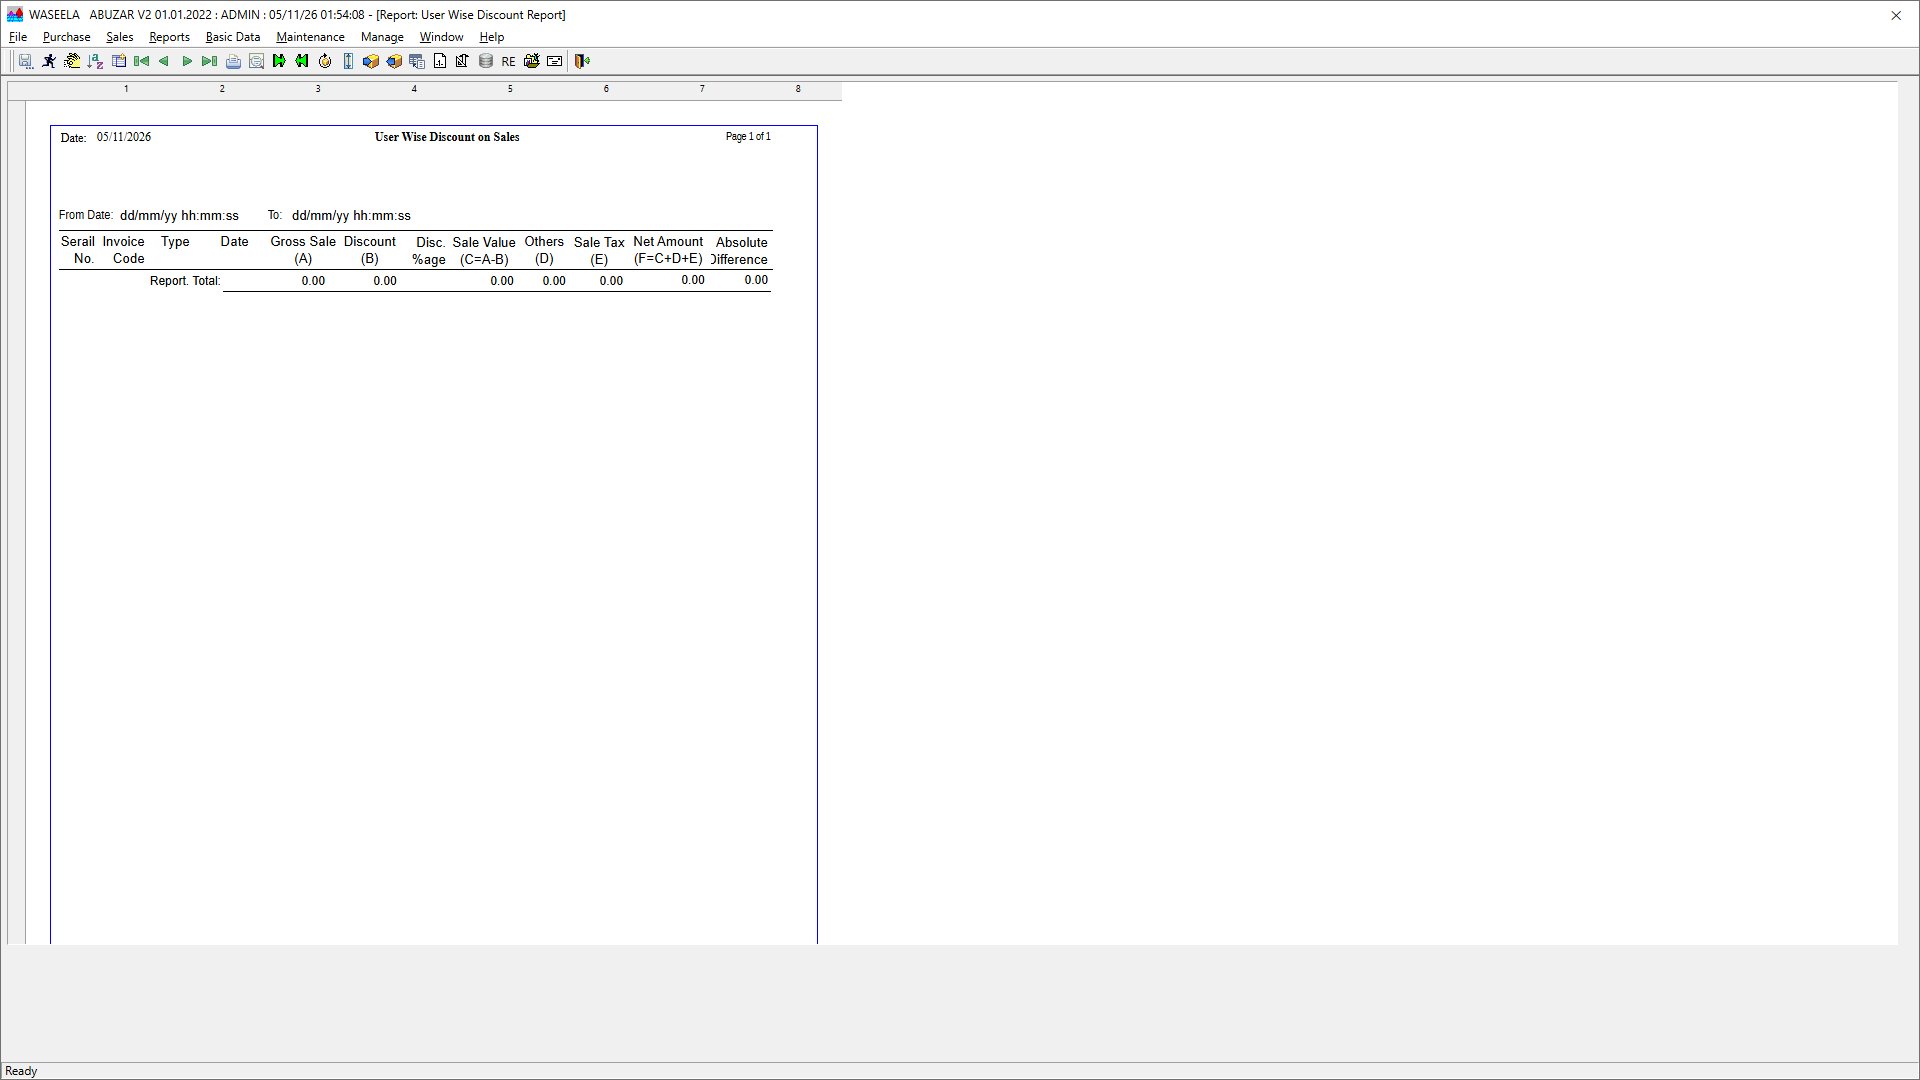 WASEELA   ABUZAR V2 01.01.2022 : ADMIN : 05/11/26 01:54:08 - [Report: User Wise Discount Report]
File Purchase Sales Reports Basic Data Maintenance Manage Window Help
RE
1 2 3 4 5 6 7 8
Date: 05/11/2026 User Wise Discount on Sales Page 1 of 1
From Date: dd/mm/yy hh:mm:ss To: dd/mm/yy hh:mm:ss
Serail Invoice Type Date Gross Sale Discount Disc. Sale Value Others Sale Tax Net Amount Absolute
No. Code (A) (B) %age (C=A-B) (D) (E) (F=C+D+E) Difference
Report. Total: 0.00 0.00 0.00 0.00 0.00 0.00 0.00
Ready